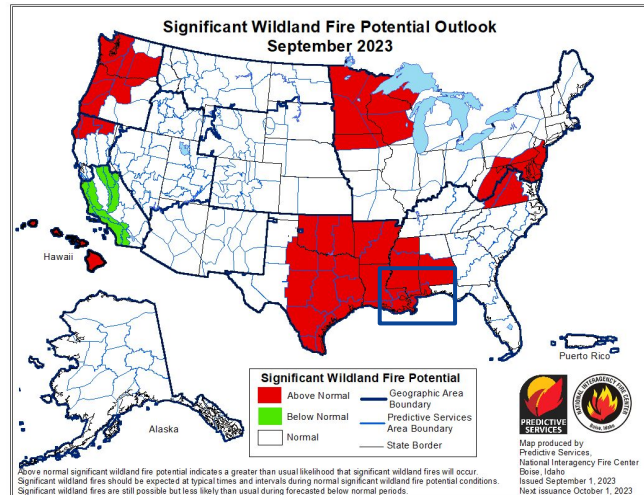 Significant Wildland Fire Potential Outlook
September 2023
Hawaii
Alaska
Puerto Rico
Significant Wildland Fire Potential
Above Normal
Below Normal
Normal
Geographic Area
Boundary
Predictive Services
Area Boundary
State Border
PREDICTIVE
SERVICES
NATIONAL INTERAGENCY FIRE CENTER
Boise, Idaho
Map produced by
Predictive Services,
National Interagency Fire Center
Boise, Idaho
Issued September 1, 2023
Next issuance October 1, 2023
Above normal significant wildland fire potential indicates a greater than usual likelihood that significant wildland fires will occur.
Significant wildland fires should be expected at typical times and intervals during normal significant wildland fire potential conditions.
Significant wildland fires are still possible but less likely than usual during forecasted below normal periods.